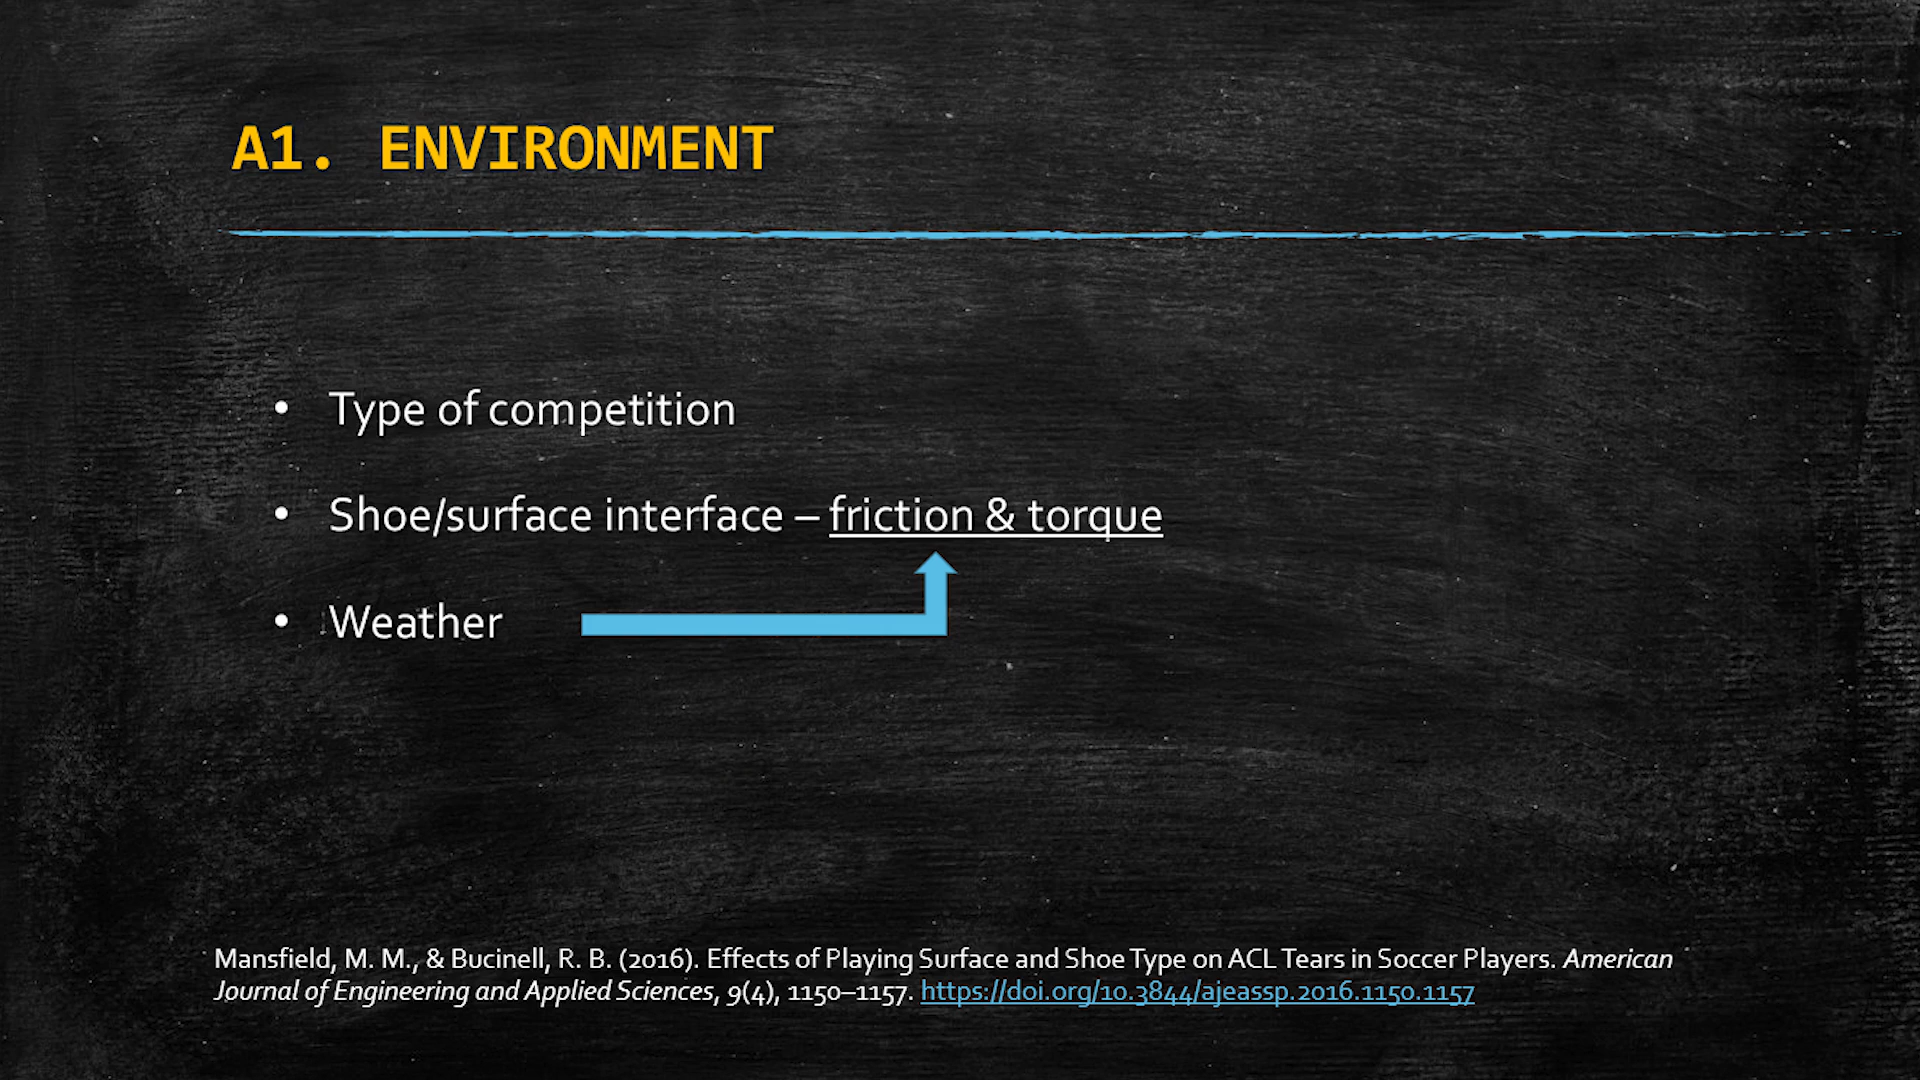 A1. ENVIRONMENT
• Type of competition
• Shoe/surface interface – friction & torque
• Weather
Mansfield, M. M., & Bucinell, R. B. (2016). Effects of Playing Surface and Shoe Type on ACL Tears in Soccer Players. American
Journal of Engineering and Applied Sciences, 9(4), 1150–1157. https://doi.org/10.3844/ajeassp.2016.1150.1157